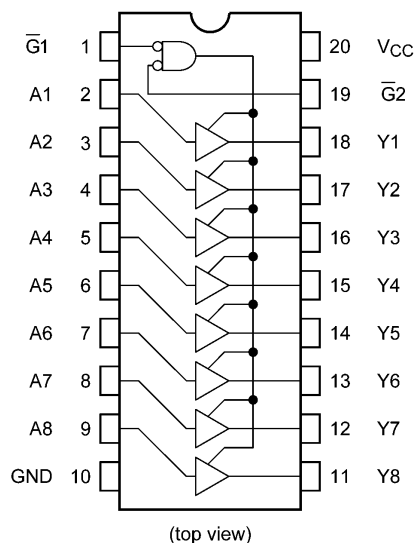 G̅1 1 20 VCC
A1 2 19 G̅2
A2 3 18 Y1
A3 4 17 Y2
A4 5 16 Y3
A5 6 15 Y4
A6 7 14 Y5
A7 8 13 Y6
A8 9 12 Y7
GND 10 11 Y8
(top view)